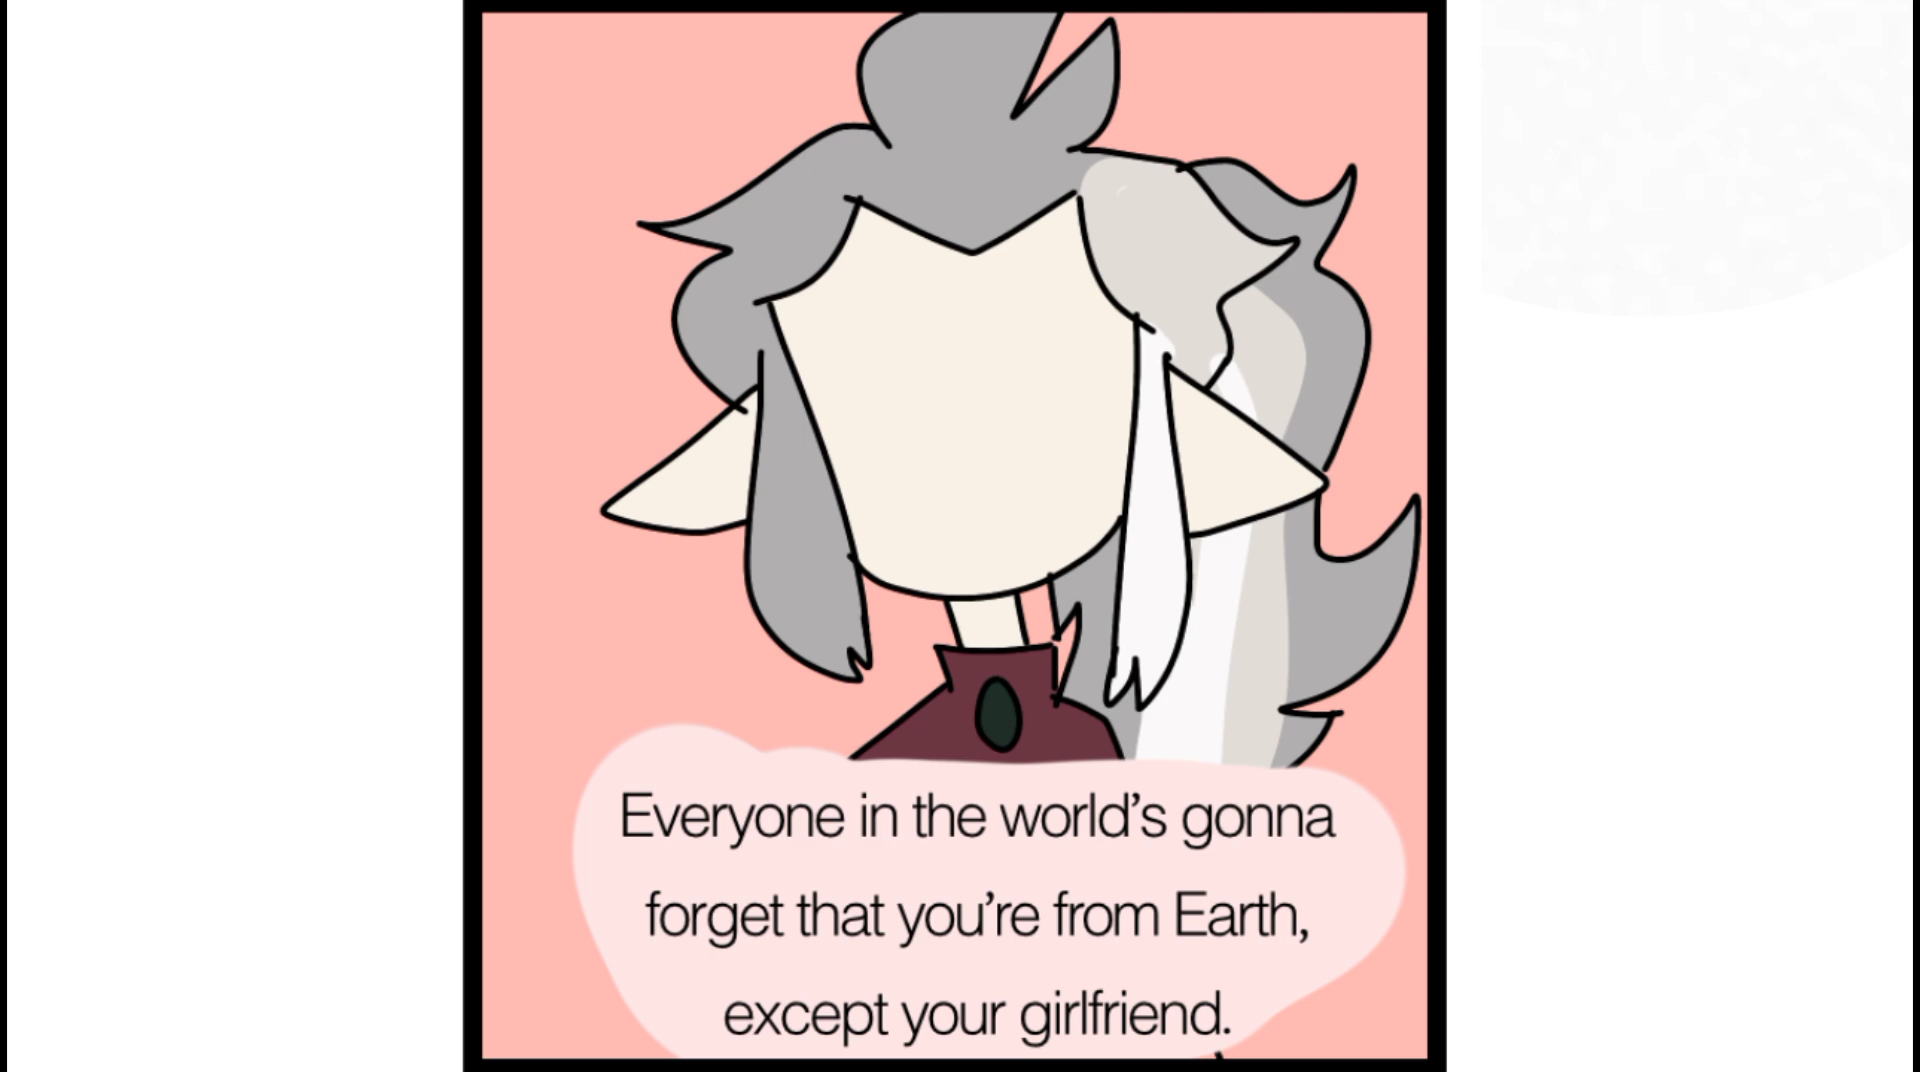 Everyone in the world’s gonna
forget that you’re from Earth,
except your girlfriend.